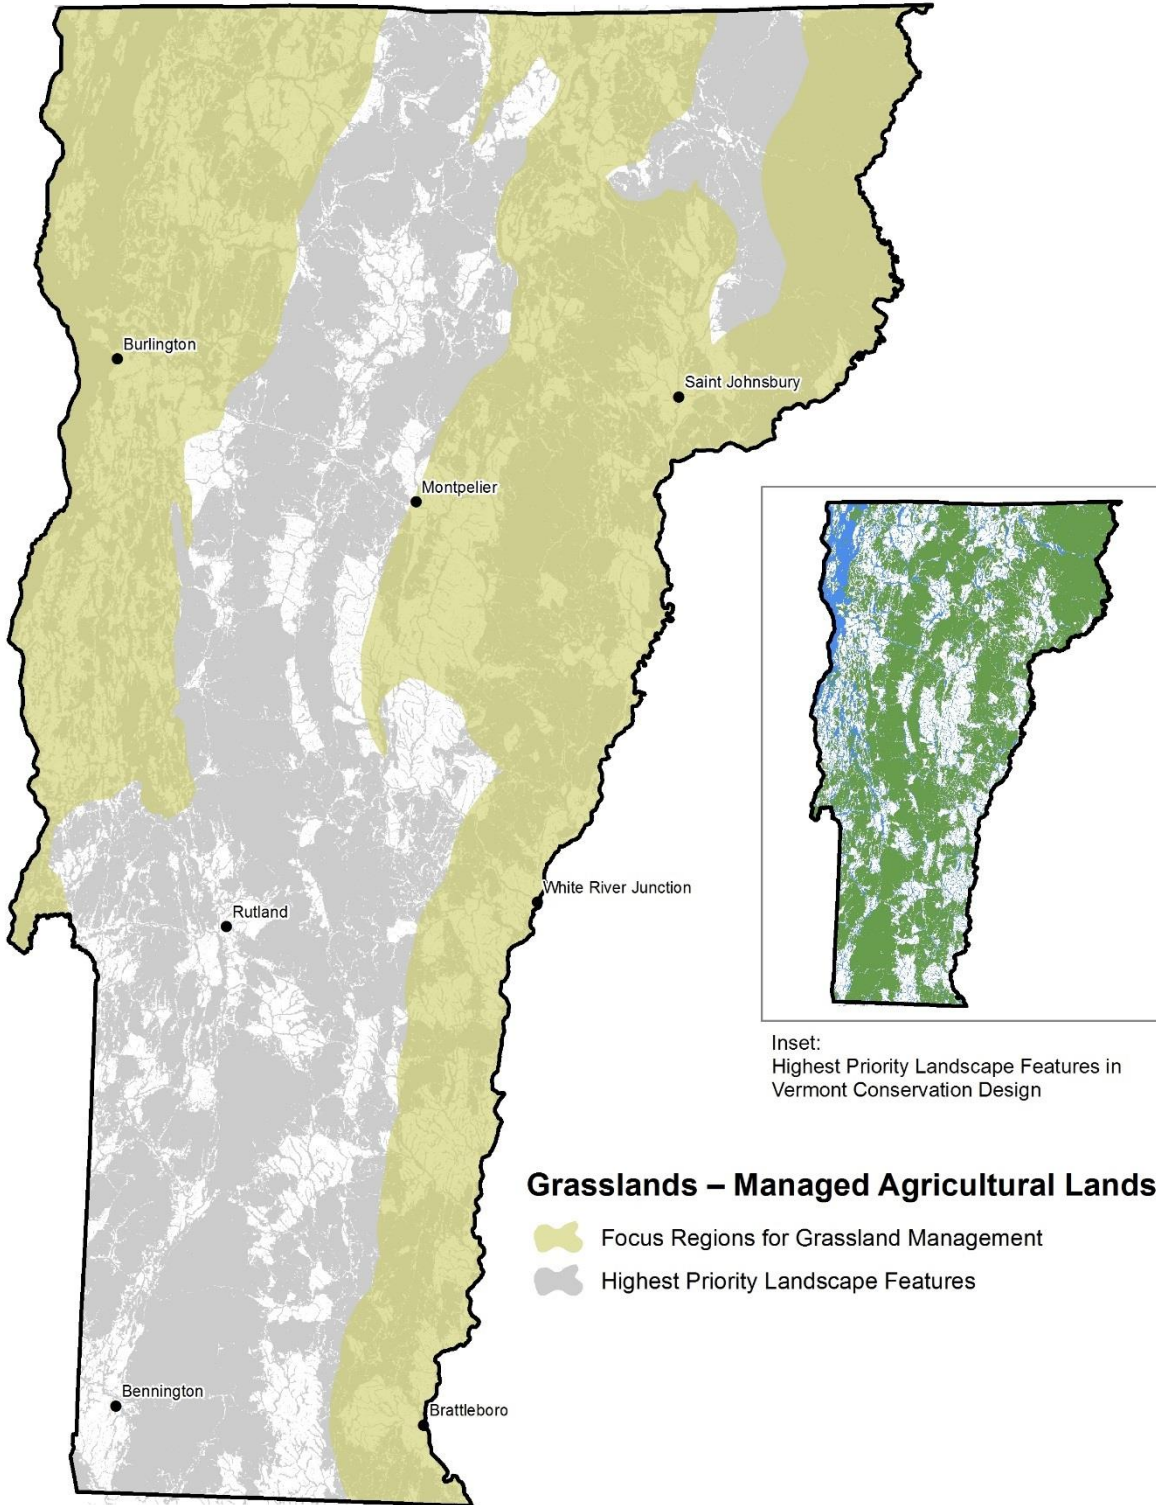 Burlington
Saint Johnsbury
Montpelier
White River Junction
Rutland
Inset:
Highest Priority Landscape Features in
Vermont Conservation Design
Grasslands – Managed Agricultural Lands
Focus Regions for Grassland Management
Highest Priority Landscape Features
Bennington
Brattleboro